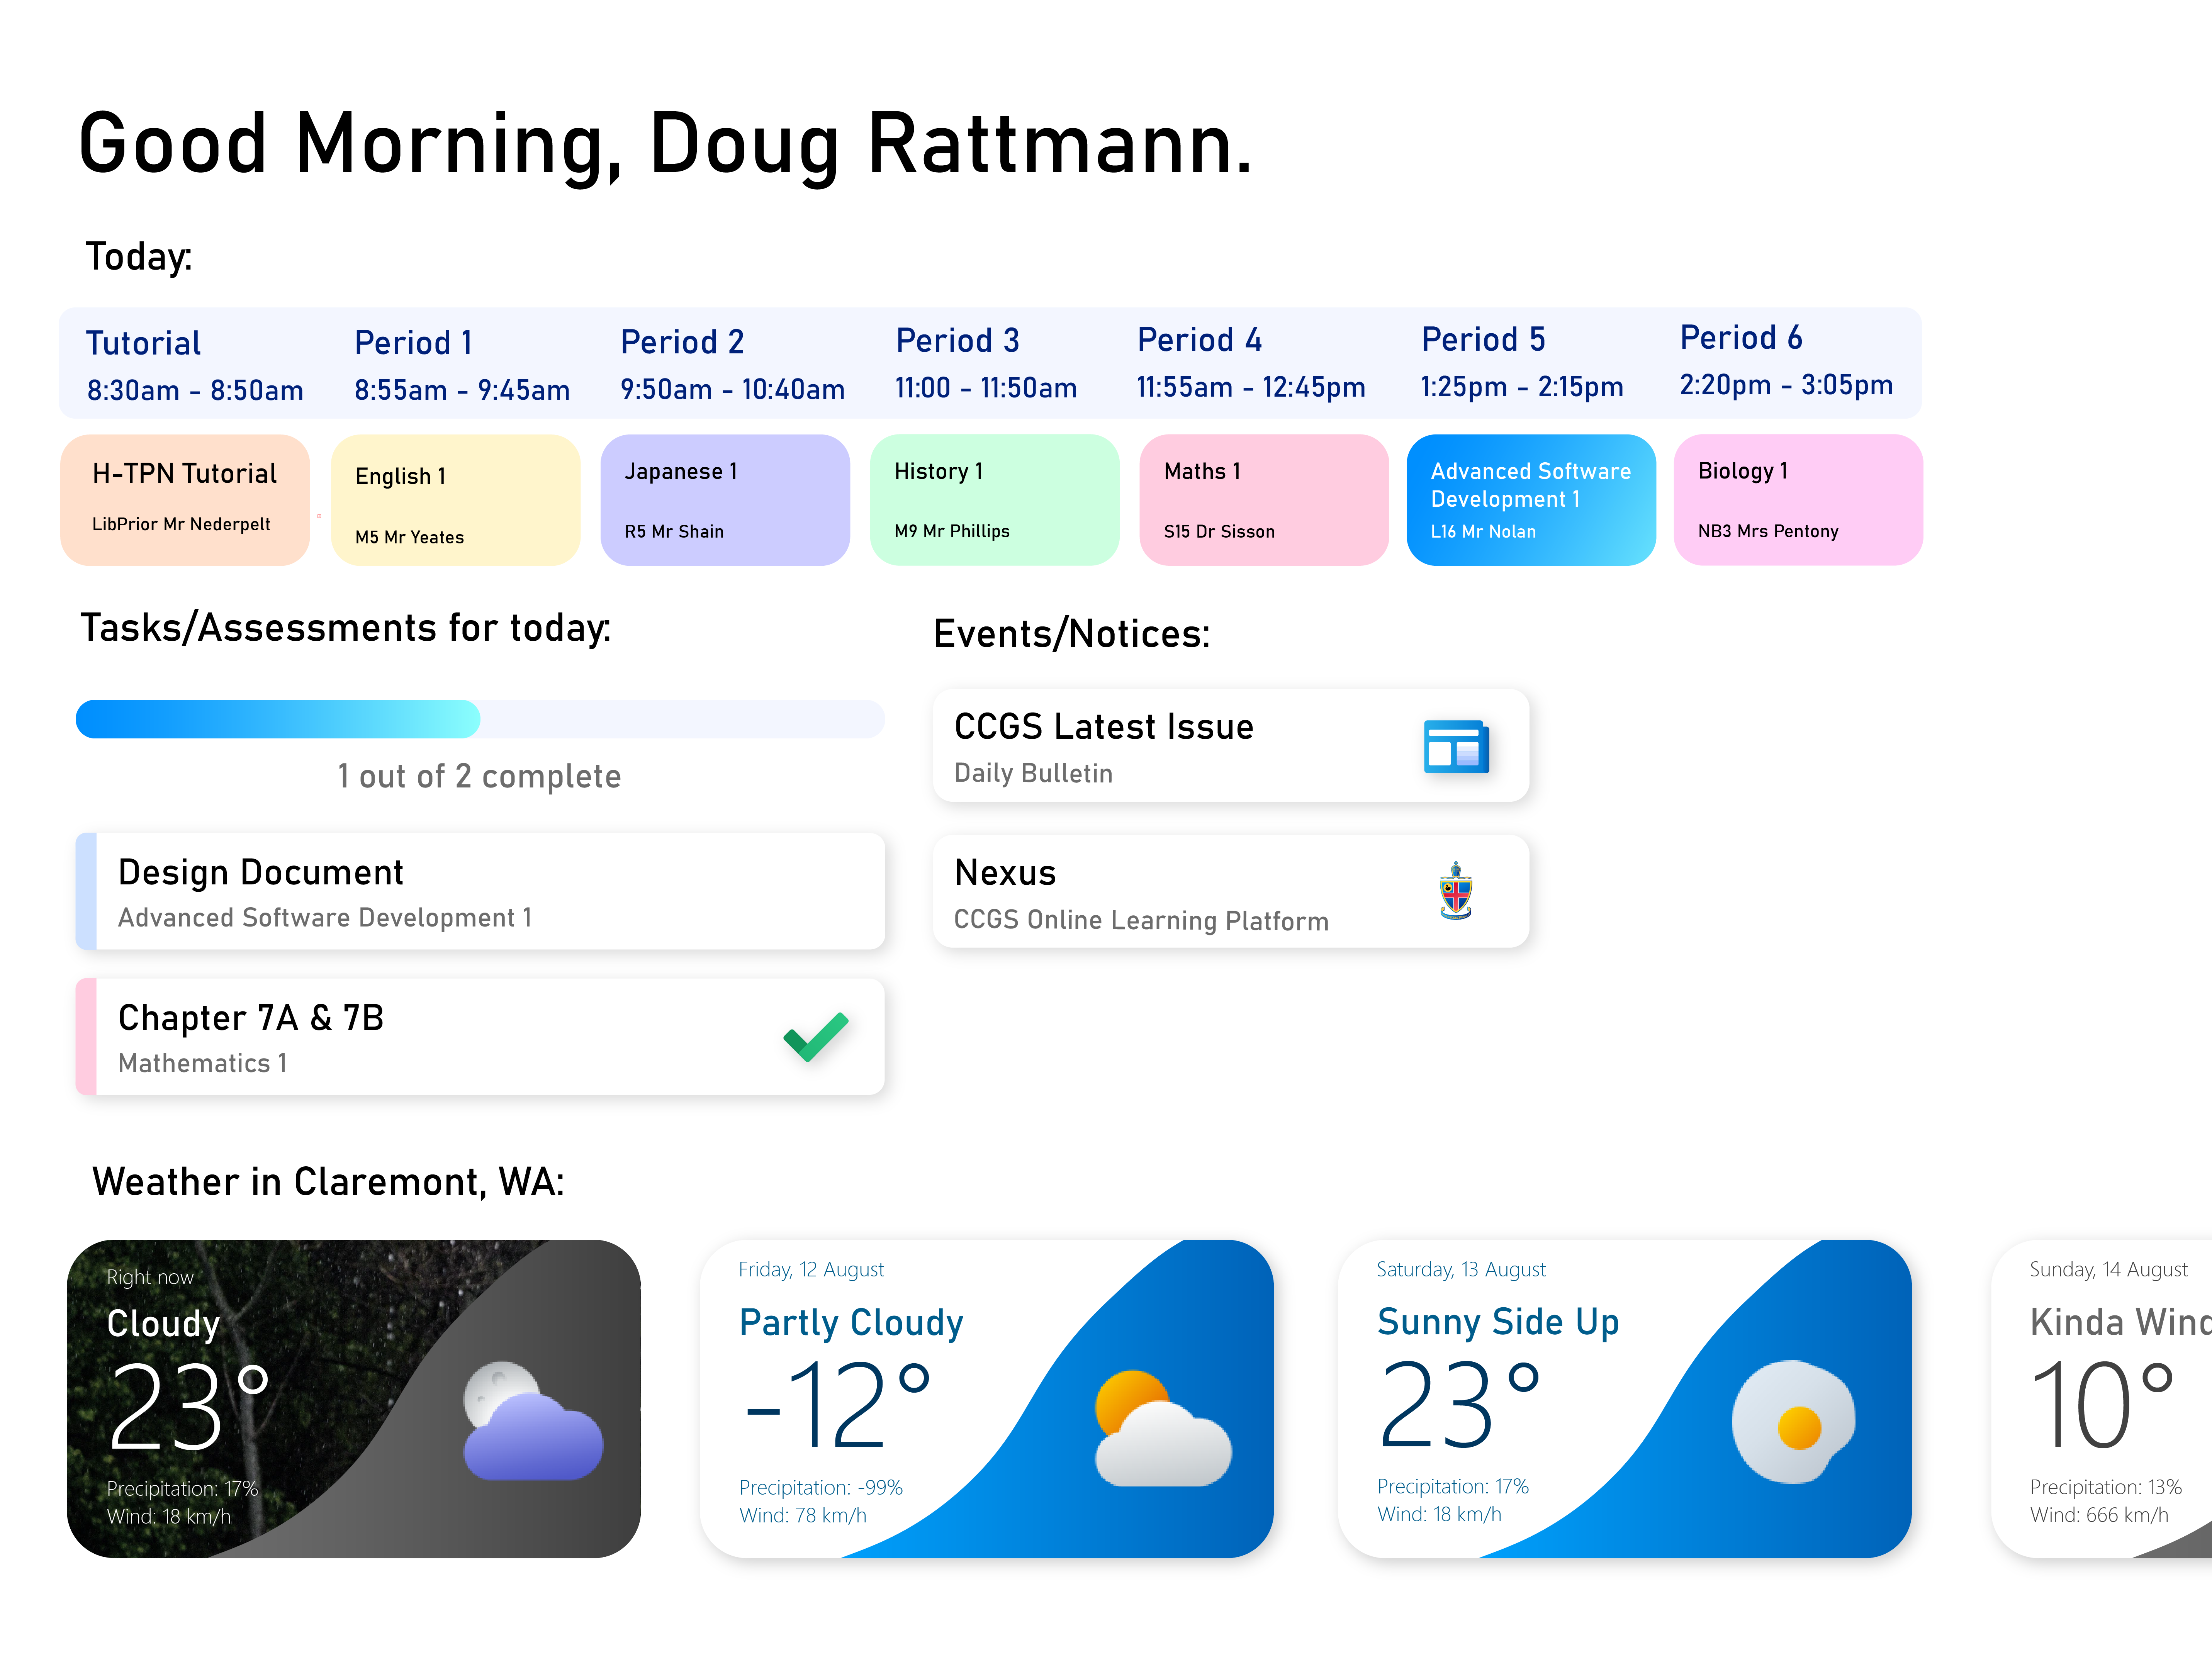 Good Morning, Doug Rattmann.
Today:
Tutorial
8:30am - 8:50am
Period 1
8:55am - 9:45am
Period 2
9:50am - 10:40am
Period 3
11:00 - 11:50am
Period 4
11:55am - 12:45pm
Period 5
1:25pm - 2:15pm
Period 6
2:20pm - 3:05pm
H-TPN Tutorial
LibPrior Mr Nederpelt
English 1
M5 Mr Yeates
Japanese 1
R5 Mr Shain
History 1
M9 Mr Phillips
Maths 1
S15 Dr Sisson
Advanced Software
Development 1
L16 Mr Nolan
Biology 1
NB3 Mrs Pentony
Tasks/Assessments for today:
1 out of 2 complete
Design Document
Advanced Software Development 1
Chapter 7A & 7B
Mathematics 1
Events/Notices:
CCGS Latest Issue
Daily Bulletin
Nexus
CCGS Online Learning Platform
Weather in Claremont, WA:
Right now
Cloudy
23°
Precipitation: 17%
Wind: 18 km/h
Friday, 12 August
Partly Cloudy
-12°
Precipitation: -99%
Wind: 78 km/h
Saturday, 13 August
Sunny Side Up
23°
Precipitation: 17%
Wind: 18 km/h
Sunday, 14 August
Kinda Wind
10°
Precipitation: 13%
Wind: 666 km/h